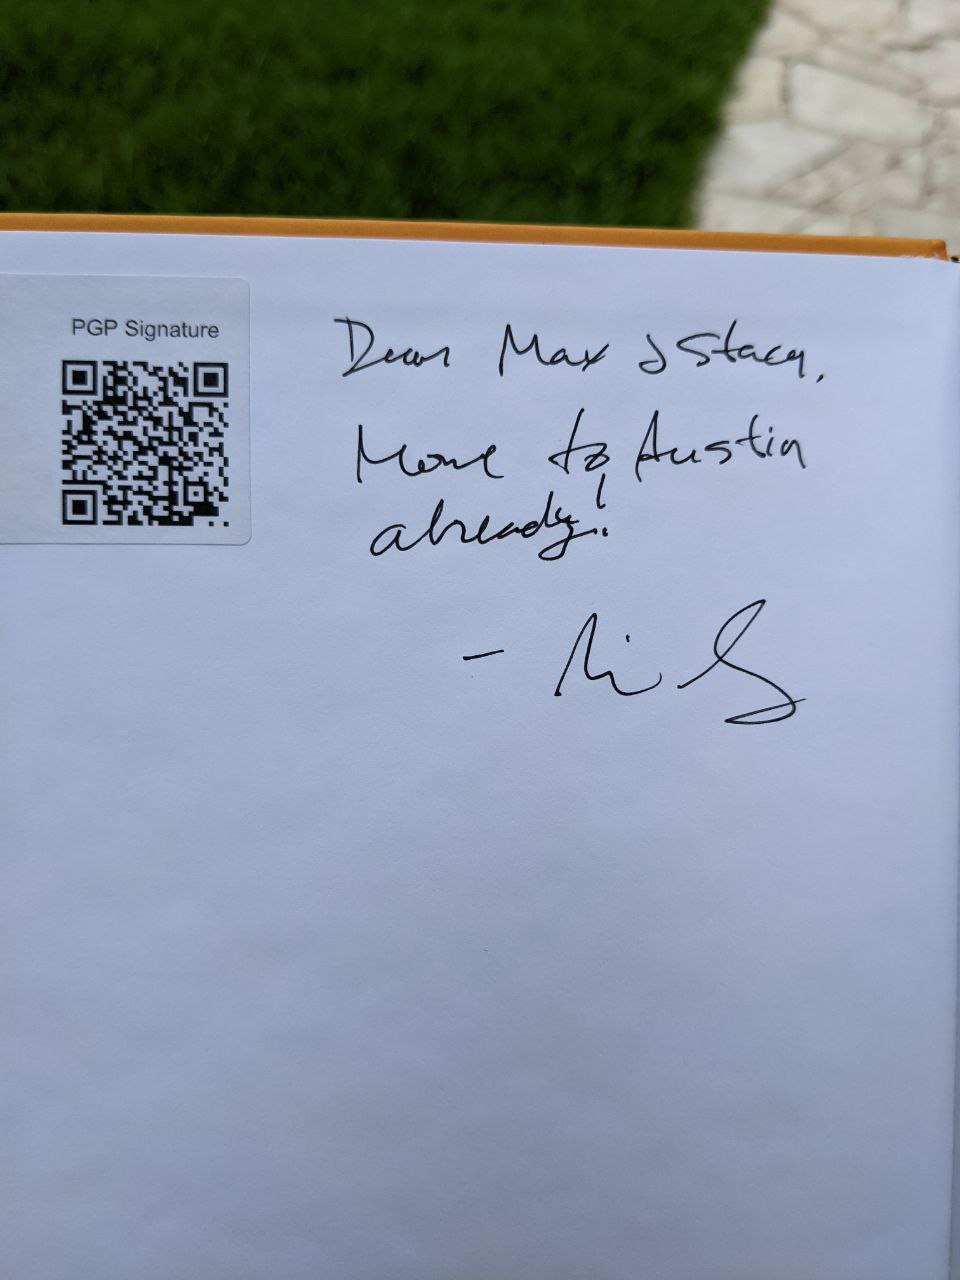 PGP Signature
Dear Max & Stacy,
Move to Austin
already!